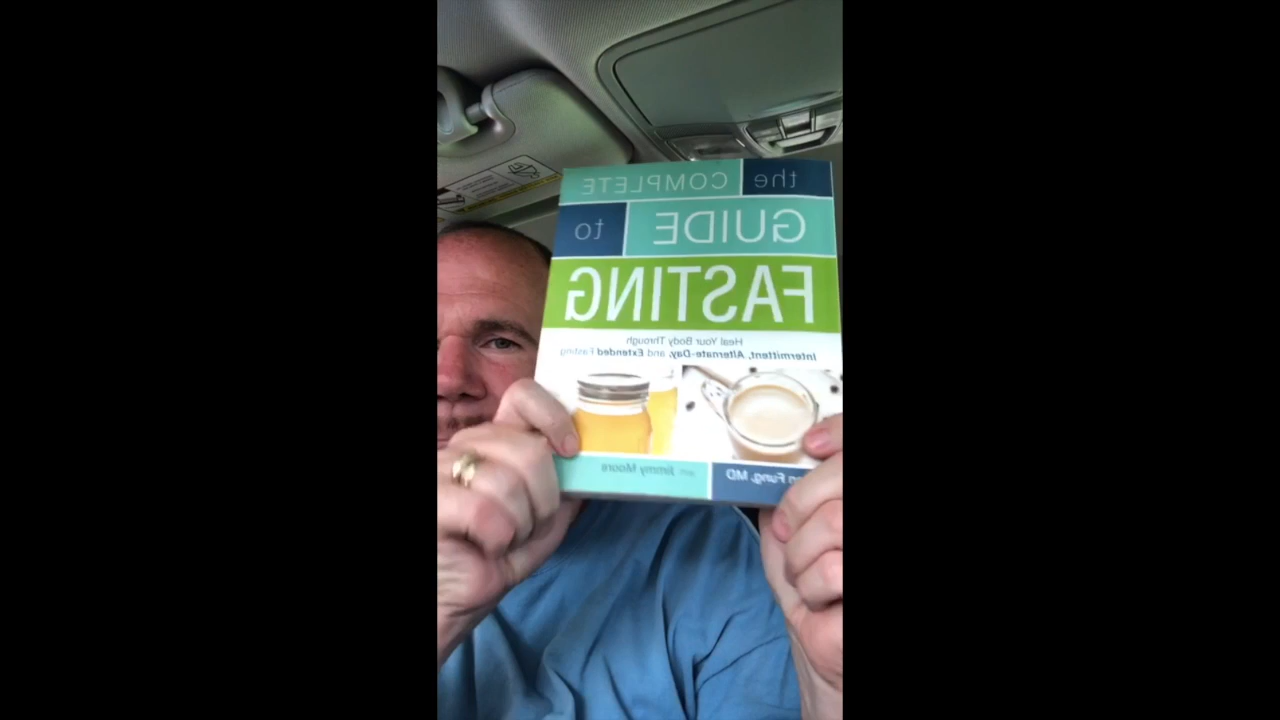 the COMPLETE
GUIDE to
FASTING
Heal Your Body Through
Intermittent, Alternate-Day, and Extended Fasting
Fung, MD with Jimmy Moore